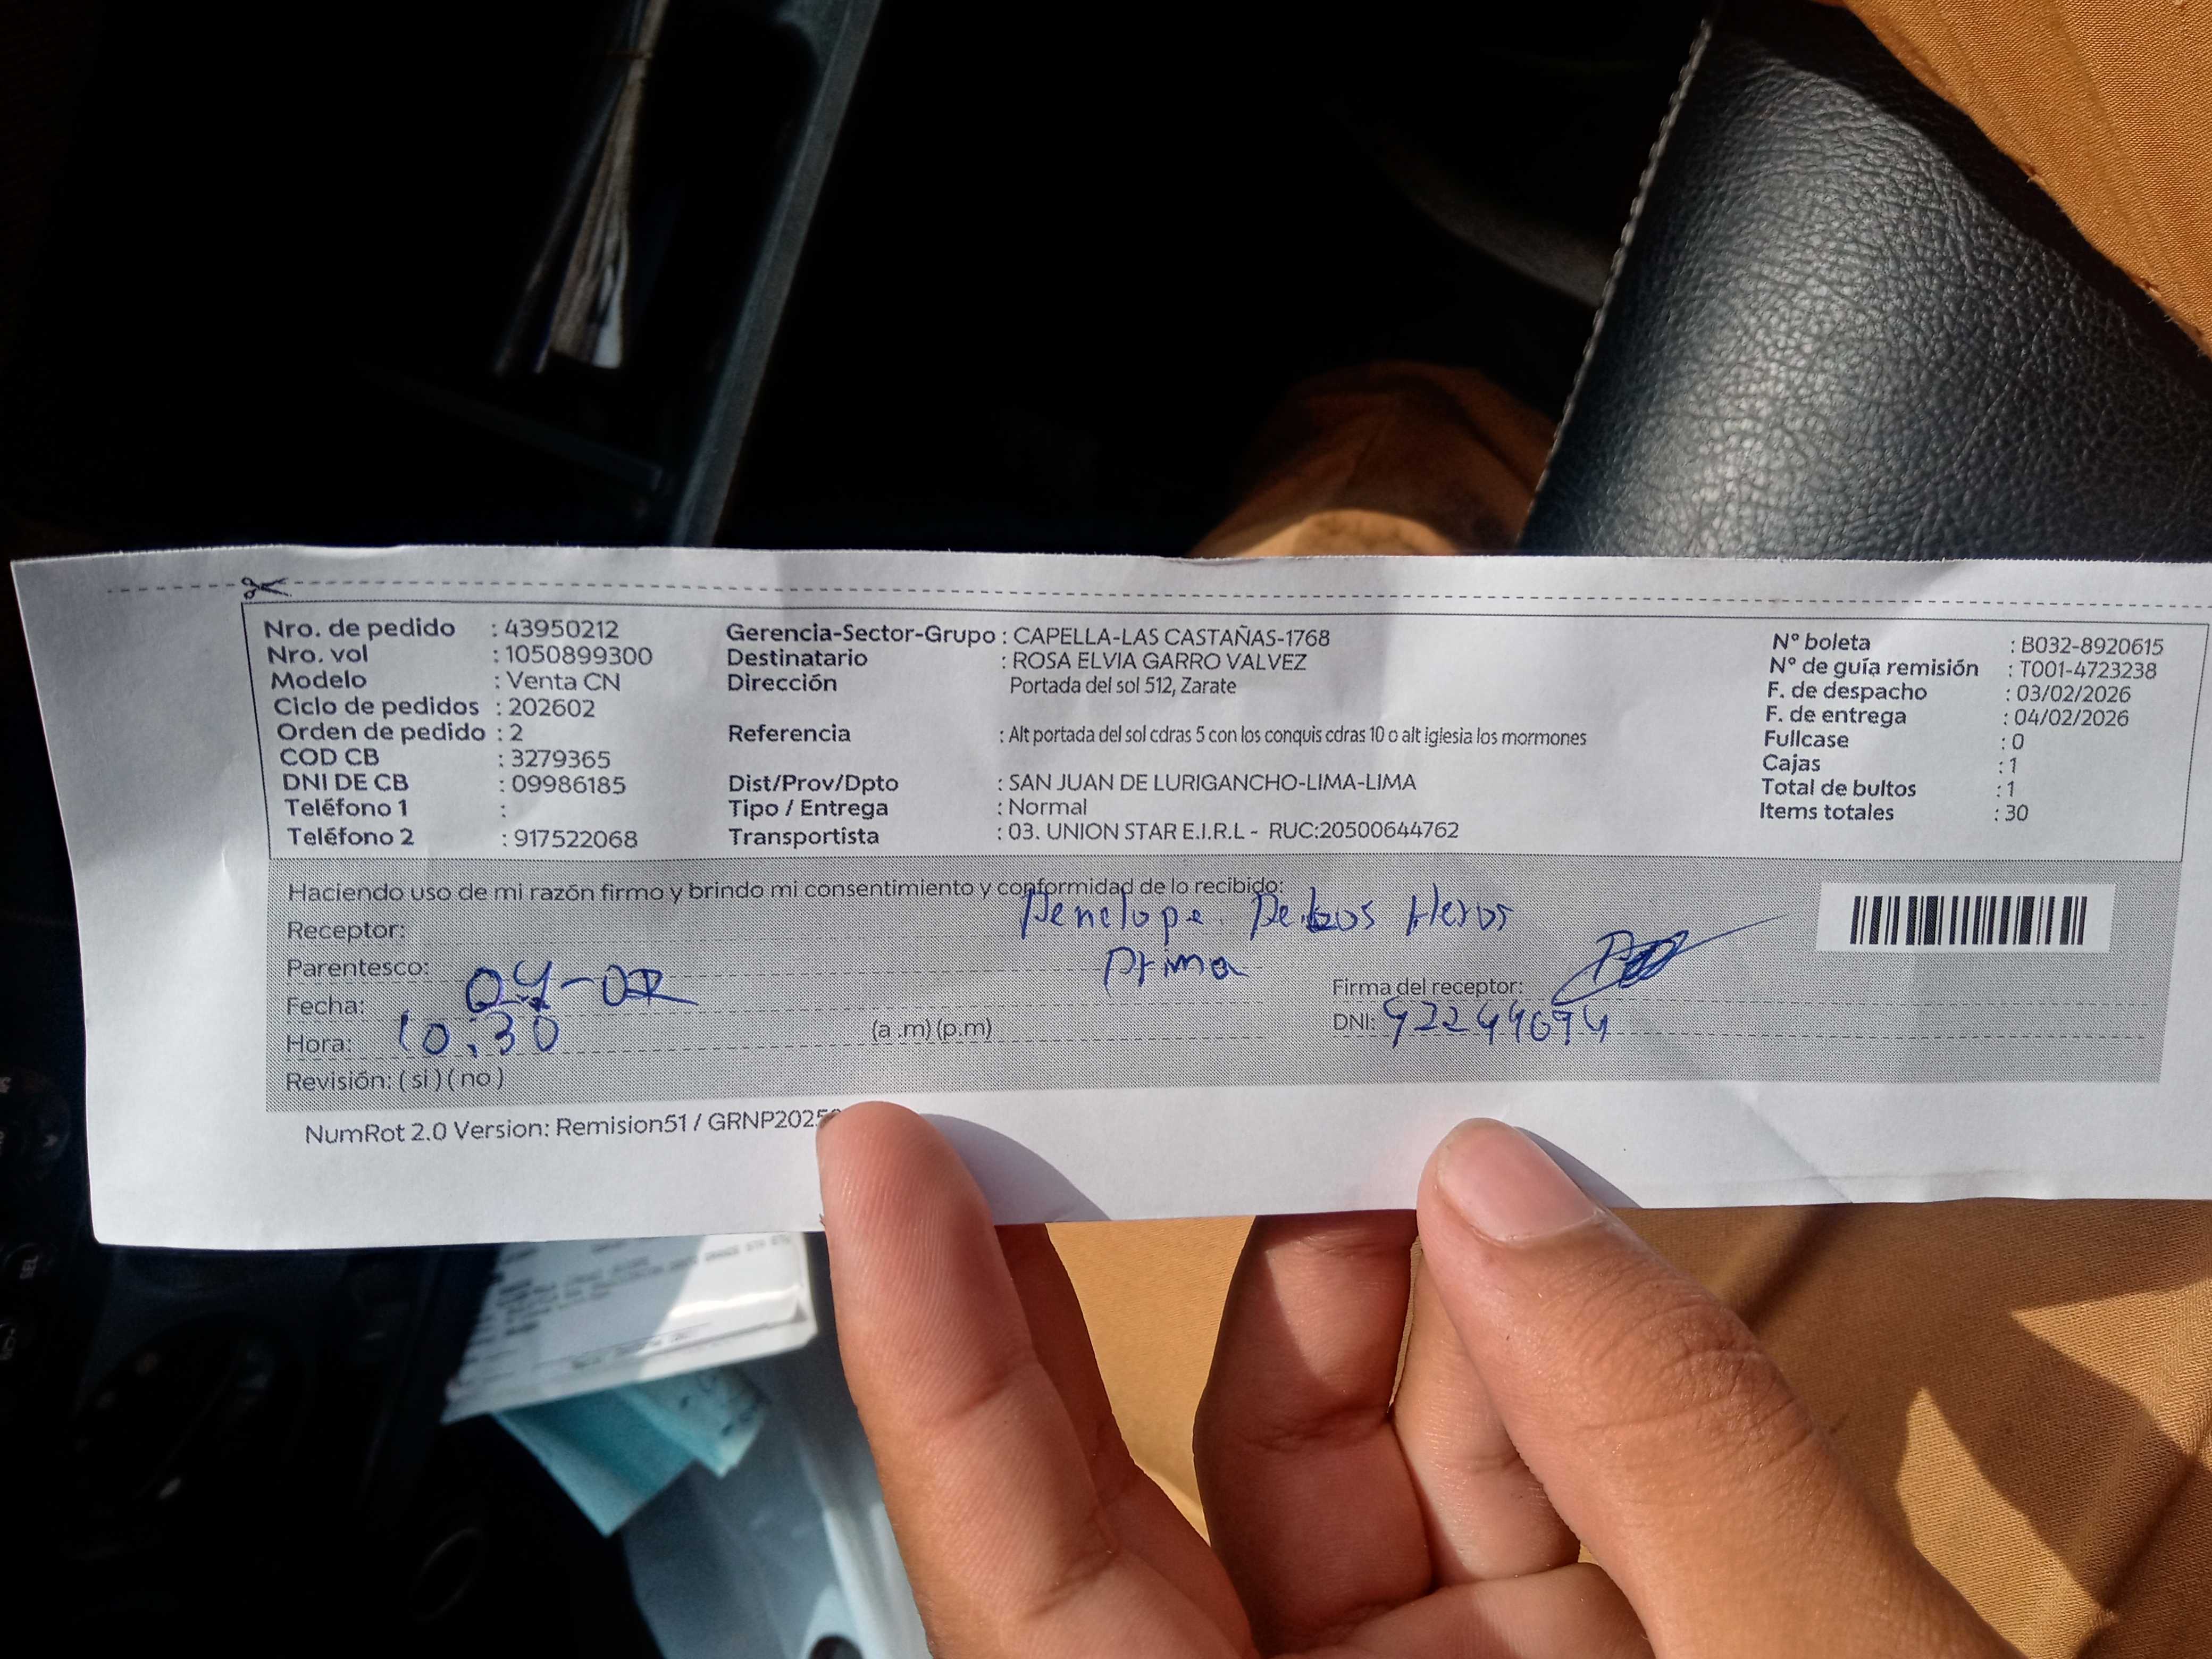 Nro. de pedido : 43950212
Nro. vol : 1050899300
Modelo : Venta CN
Ciclo de pedidos : 202602
Orden de pedido : 2
COD CB : 3279365
DNI DE CB : 09986185
Teléfono 1 :
Teléfono 2 : 917522068
Gerencia-Sector-Grupo : CAPELLA-LAS CASTAÑAS-1768
Destinatario : ROSA ELVIA GARRO VALVEZ
Dirección Portada del sol 512, Zarate
Referencia : Alt portada del sol cdras 5 con los conquis cdras 10 o alt iglesia los mormones
Dist/Prov/Dpto : SAN JUAN DE LURIGANCHO-LIMA-LIMA
Tipo / Entrega : Normal
Transportista : 03. UNION STAR E.I.R.L - RUC:20500644762
N° boleta : B032-8920615
N° de guía remisión : T001-4723238
F. de despacho : 03/02/2026
F. de entrega : 04/02/2026
Fullcase : 0
Cajas : 1
Total de bultos : 1
Items totales : 30
Haciendo uso de mi razón firmo y brindo mi consentimiento y conformidad de lo recibido:
Receptor: Penelope De Los Heros
Parentesco: Prima
Fecha: 04-02
Hora: 10:30 (a .m) (p.m)
Revisión: ( si ) ( no )
Firma del receptor:
DNI: 42244694
NumRot 2.0 Version: Remision51 / GRNP2025